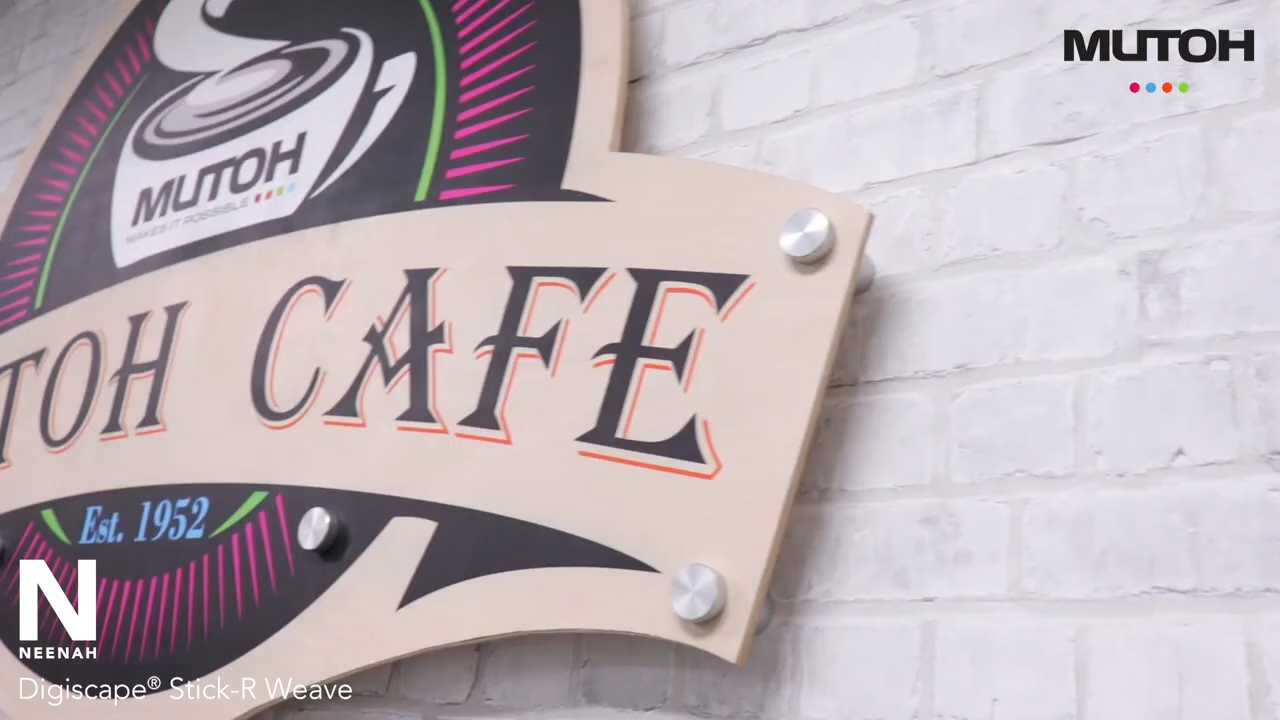 MUTOH
MUTOH
MAKES IT POSSIBLE
TOH CAFE
Est. 1952
N
NEENAH
Digiscape® Stick-R Weave